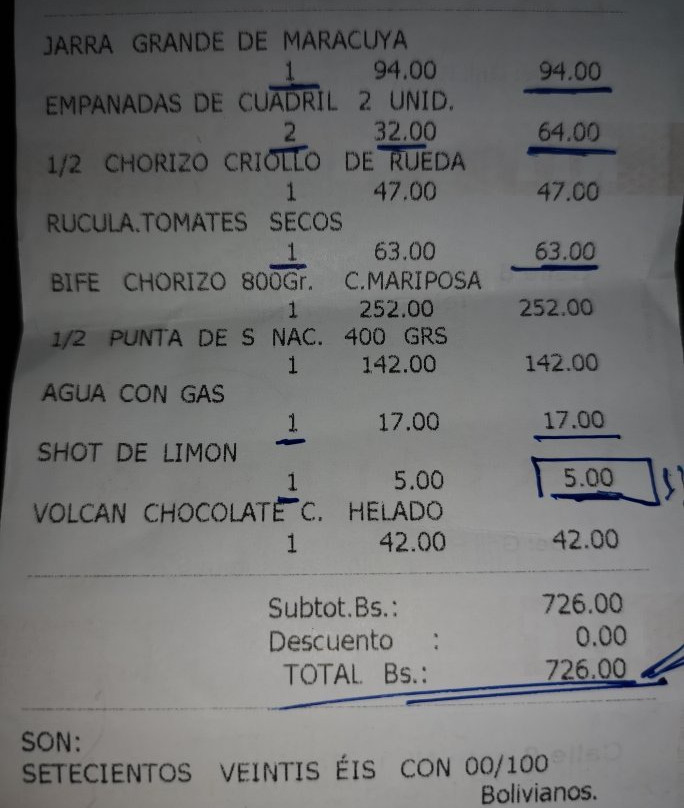 JARRA GRANDE DE MARACUYA
1 94.00 94.00
EMPANADAS DE CUADRIL 2 UNID.
2 32.00 64.00
1/2 CHORIZO CRIOLLO DE RUEDA
1 47.00 47.00
RUCULA.TOMATES SECOS
1 63.00 63.00
BIFE CHORIZO 800Gr. C.MARIPOSA
1 252.00 252.00
1/2 PUNTA DE S NAC. 400 GRS
1 142.00 142.00
AGUA CON GAS
1 17.00 17.00
SHOT DE LIMON
1 5.00 5.00
VOLCAN CHOCOLATE C. HELADO
1 42.00 42.00
Subtot.Bs.: 726.00
Descuento : 0.00
TOTAL Bs.: 726.00
SON:
SETECIENTOS VEINTIS ÉIS CON 00/100
Bolivianos.